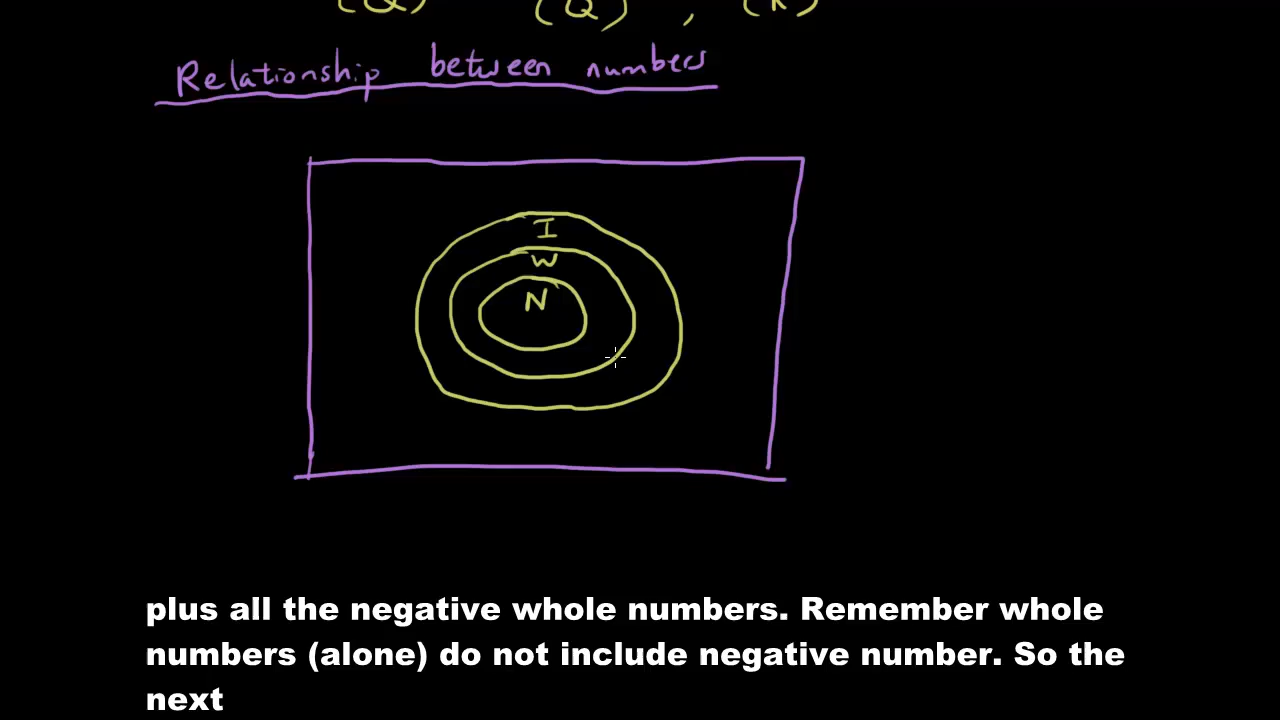 (Q) (Q) , (R)
Relationship between numbers
I
W
N
plus all the negative whole numbers. Remember whole
numbers (alone) do not include negative number. So the
next